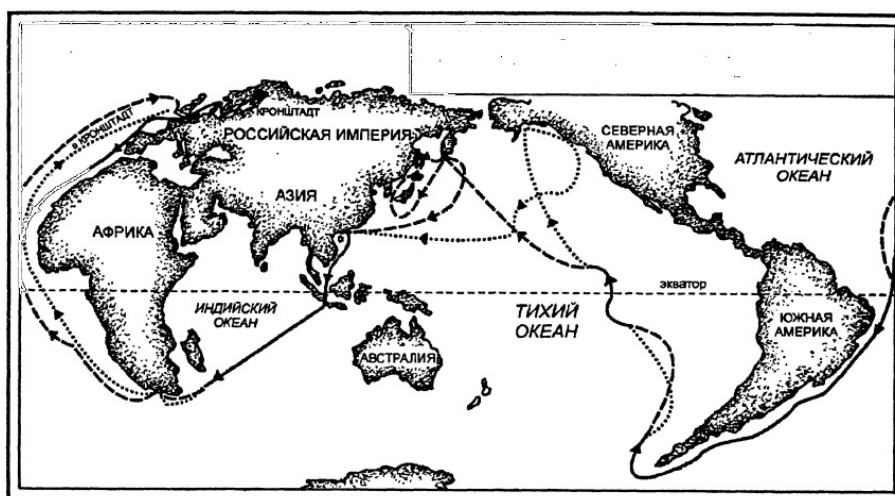 КРОНШТАДТ
В КРОНШТАДТ
РОССИЙСКАЯ ИМПЕРИЯ
СЕВЕРНАЯ
АМЕРИКА
АТЛАНТИЧЕСКИЙ
ОКЕАН
АЗИЯ
АФРИКА
экватор
ИНДИЙСКИЙ
ОКЕАН
ТИХИЙ
ОКЕАН
ЮЖНАЯ
АМЕРИКА
АВСТРАЛИЯ